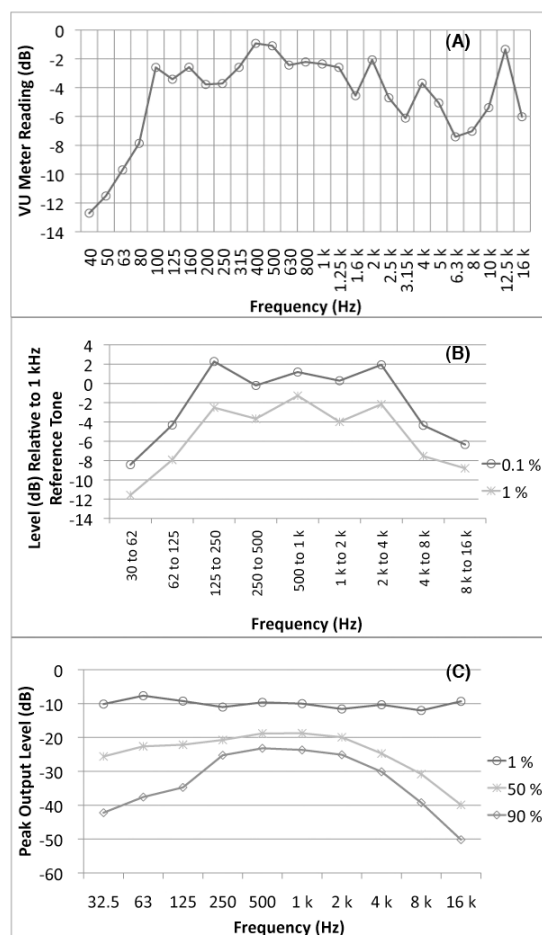 (A)
VU Meter Reading (dB)
0
-2
-4
-6
-8
-10
-12
-14
40 50 63 80 100 125 160 200 250 315 400 500 630 800 1 k 1.25 k 1.6 k 2 k 2.5 k 3.15 k 4 k 5 k 6.3 k 8 k 10 k 12.5 k 16 k
Frequency (Hz)
(B)
Level (dB) Relative to 1 kHz
Reference Tone
4
2
0
-2
-4
-6
-8
-10
-12
-14
0.1 %
1 %
30 to 62 62 to 125 125 to 250 250 to 500 500 to 1 k 1 k to 2 k 2 k to 4 k 4 k to 8 k 8 k to 16 k
Frequency (Hz)
(C)
Peak Output Level (dB)
0
-10
-20
-30
-40
-50
-60
1 %
50 %
90 %
32.5 63 125 250 500 1 k 2 k 4 k 8 k 16 k
Frequency (Hz)